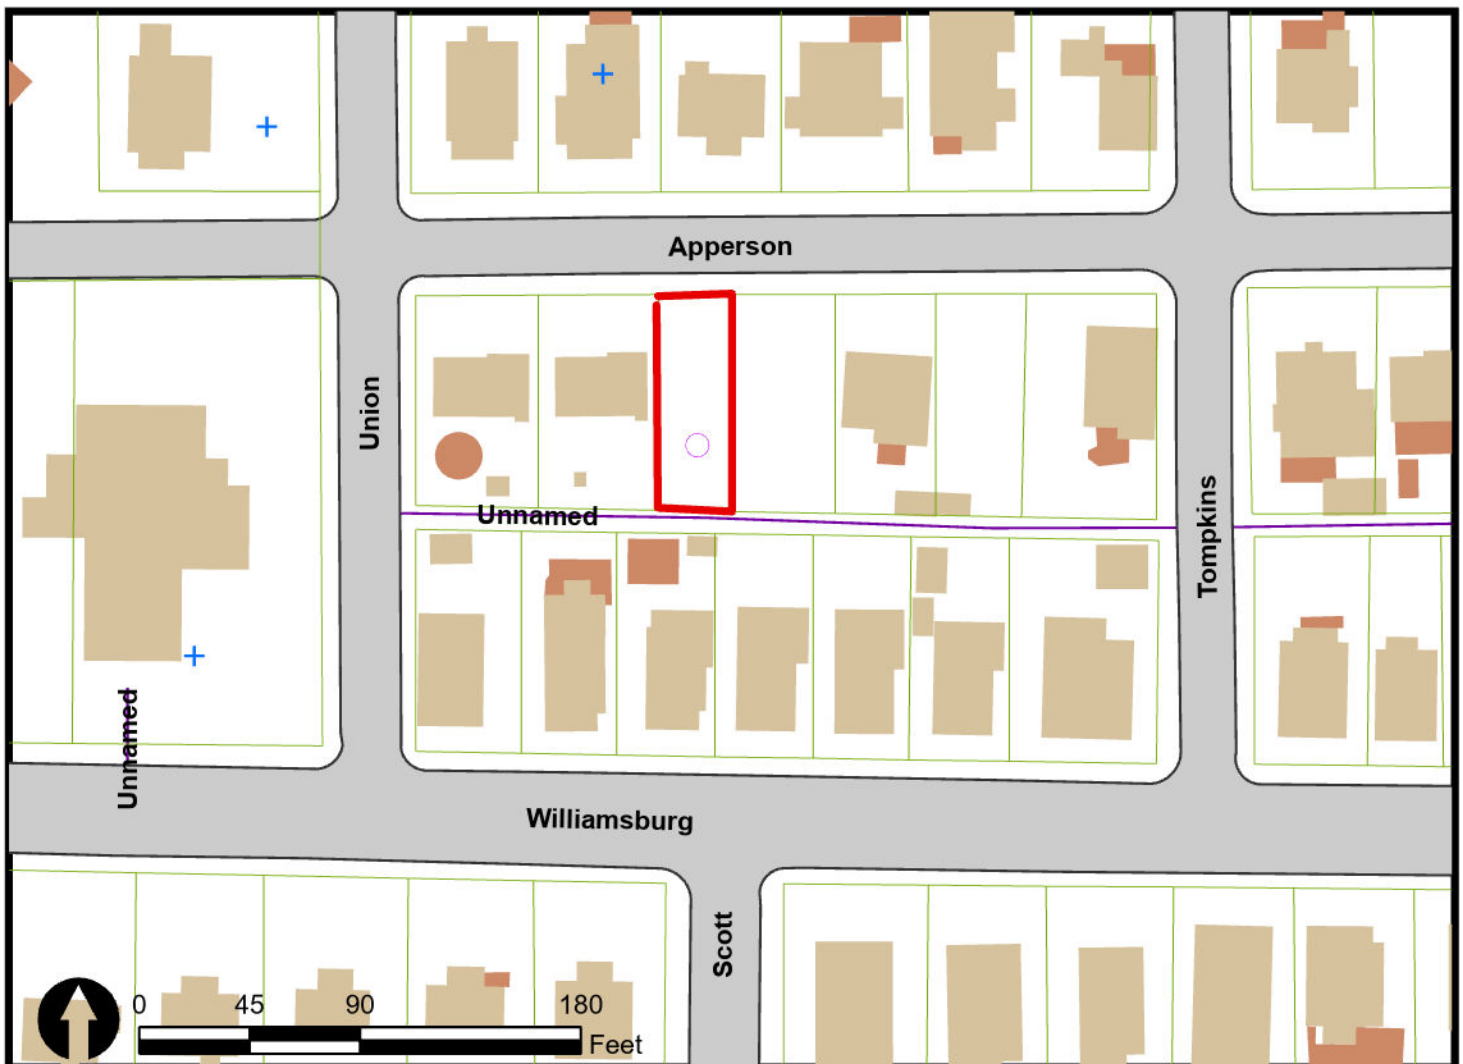 Apperson
Union
Unnamed
Tompkins
Unnamed
Williamsburg
Scott
0 45 90 180
Feet